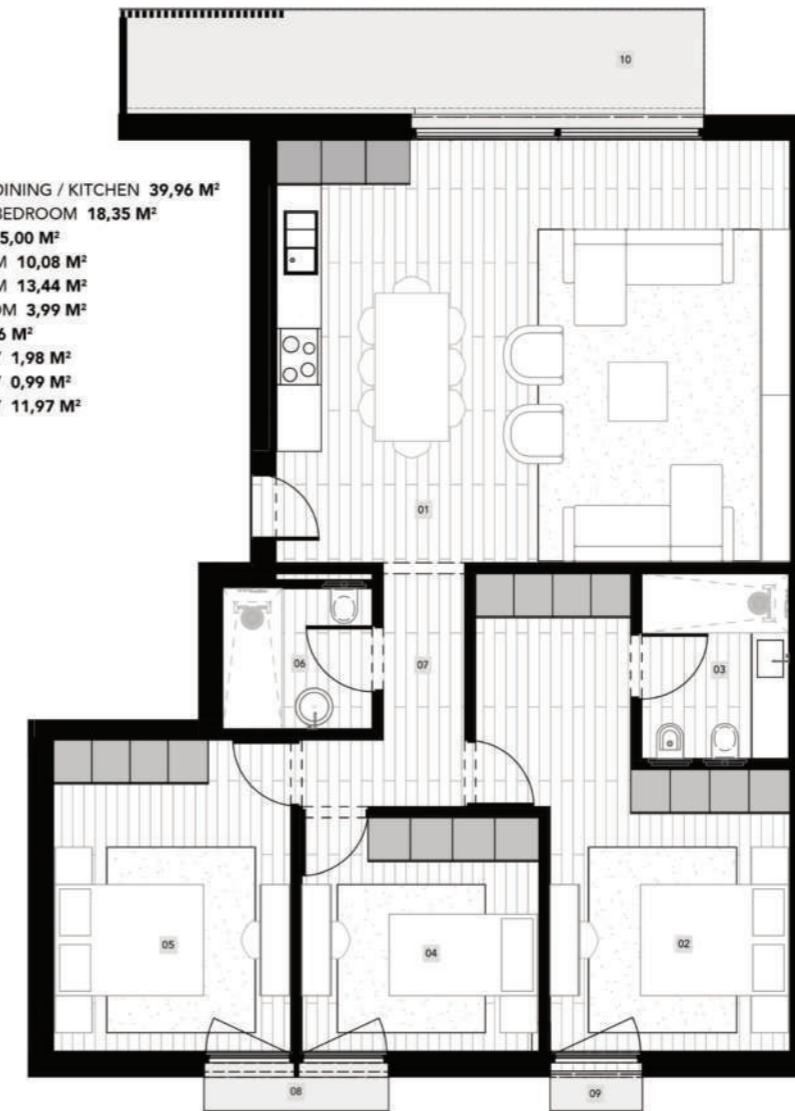 DINING / KITCHEN 39,96 M²
BEDROOM 18,35 M²
5,00 M²
M 10,08 M²
M 13,44 M²
OM 3,99 M²
6 M²
1,98 M²
0,99 M²
11,97 M²
10
01
06
07
03
05
04
02
08
09